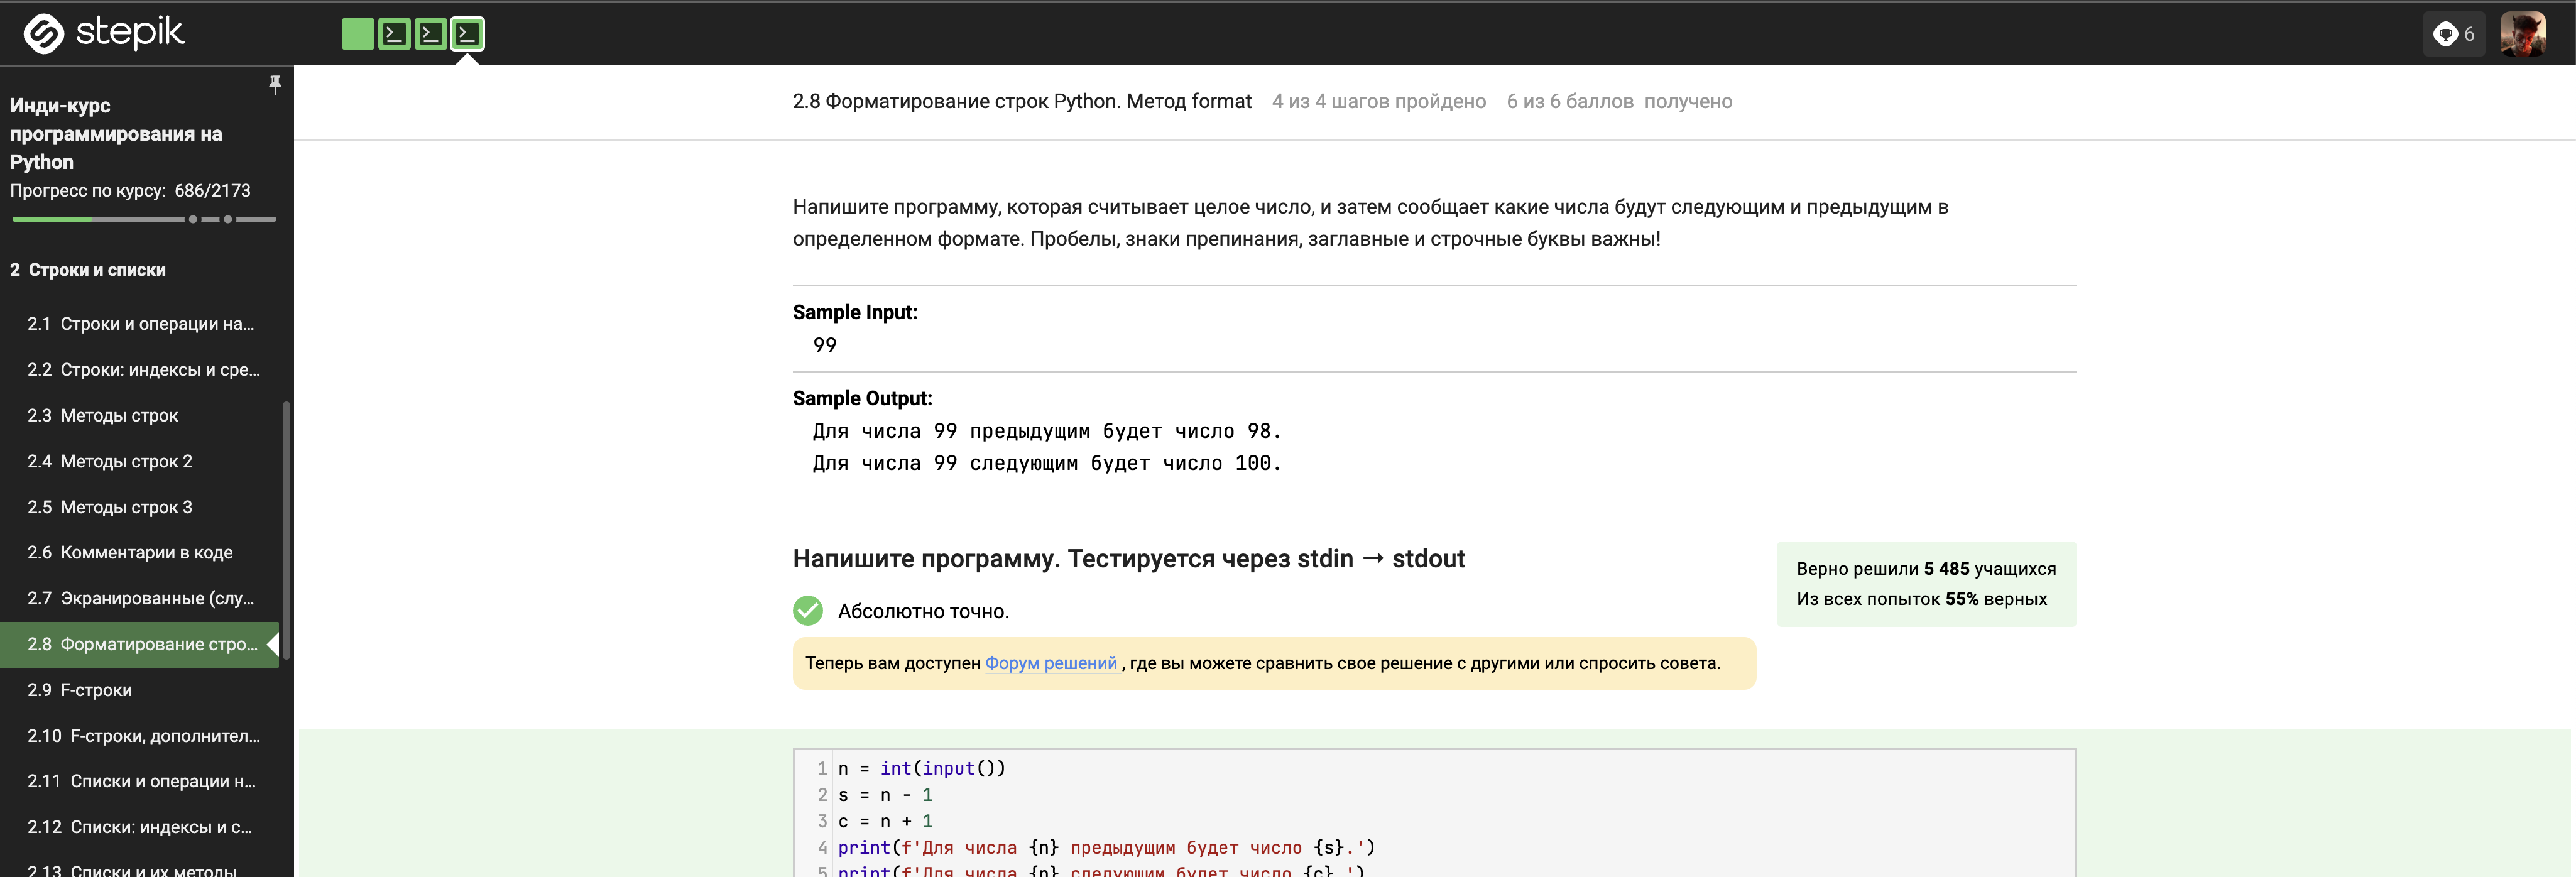 stepik
6
Инди-курс
программирования на
Python
Прогресс по курсу: 686/2173
2 Строки и списки
2.1 Строки и операции на...
2.2 Строки: индексы и сре...
2.3 Методы строк
2.4 Методы строк 2
2.5 Методы строк 3
2.6 Комментарии в коде
2.7 Экранированные (слу...
2.8 Форматирование стро...
2.9 F-строки
2.10 F-строки, дополнител...
2.11 Списки и операции н...
2.12 Списки: индексы и с...
2.13 Списки и их методы
2.8 Форматирование строк Python. Метод format 4 из 4 шагов пройдено 6 из 6 баллов получено
Напишите программу, которая считывает целое число, и затем сообщает какие числа будут следующим и предыдущим в
определенном формате. Пробелы, знаки препинания, заглавные и строчные буквы важны!
Sample Input:
99
Sample Output:
Для числа 99 предыдущим будет число 98.
Для числа 99 следующим будет число 100.
Напишите программу. Тестируется через stdin → stdout
Абсолютно точно.
Верно решили 5 485 учащихся
Из всех попыток 55% верных
Теперь вам доступен Форум решений , где вы можете сравнить свое решение с другими или спросить совета.
1 n = int(input())
2 s = n - 1
3 c = n + 1
4 print(f'Для числа {n} предыдущим будет число {s}.')
5 print(f'Для числа {n} следующим будет число {c}.')